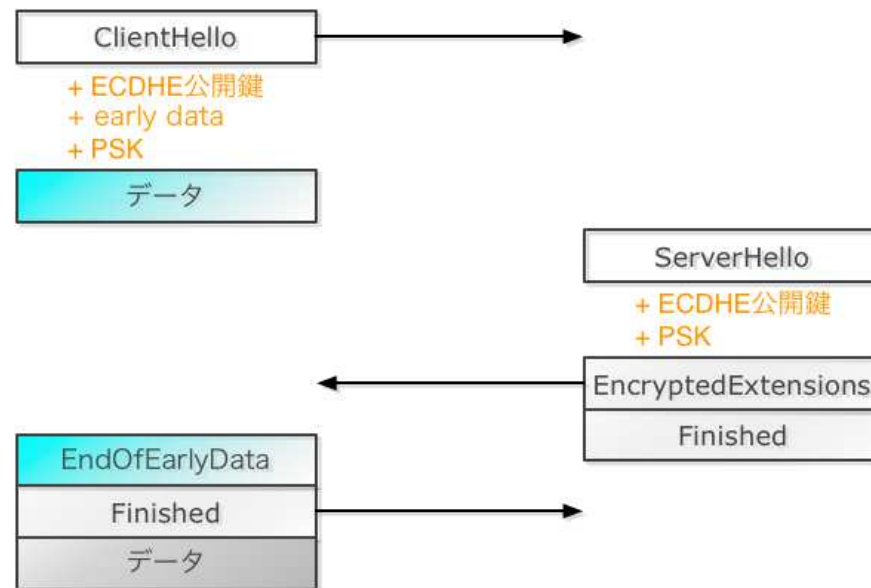 ClientHello
+ ECDHE公開鍵
+ early data
+ PSK
データ
ServerHello
+ ECDHE公開鍵
+ PSK
EncryptedExtensions
Finished
EndOfEarlyData
Finished
データ